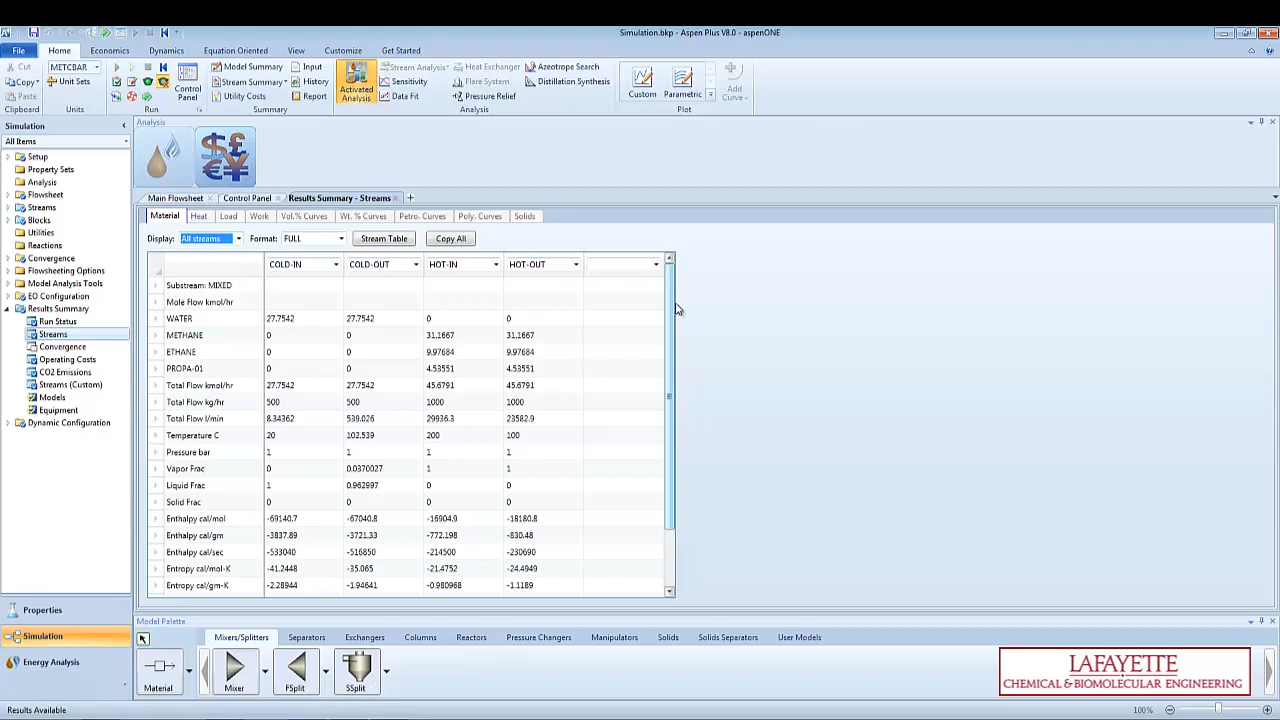 Simulation.bkp - Aspen Plus V8.0 - aspenONE
File Home Economics Dynamics Equation Oriented View Customize Get Started
Cut METCBAR Model Summary Input Stream Analysis Heat Exchanger Azeotrope Search
Copy Unit Sets Control Panel Stream Summary History Activated Analysis Sensitivity Flare System Distillation Synthesis Custom Parametric Add Curve
Paste Utility Costs Report Data Fit Pressure Relief
Clipboard Units Run Summary Analysis Plot
Simulation
All Items
Setup
Property Sets
Analysis
Flowsheet
Streams
Blocks
Utilities
Reactions
Convergence
Flowsheeting Options
Model Analysis Tools
EO Configuration
Results Summary
Run Status
Streams
Convergence
Operating Costs
CO2 Emissions
Streams (Custom)
Models
Equipment
Dynamic Configuration
Properties
Simulation
Energy Analysis
Analysis
Main Flowsheet Control Panel Results Summary - Streams
Material Heat Load Work Vol.% Curves Wt. % Curves Petro. Curves Poly. Curves Solids
Display: All streams Format: FULL Stream Table Copy All
COLD-IN COLD-OUT HOT-IN HOT-OUT
Substream: MIXED
Mole Flow kmol/hr
WATER 27.7542 27.7542 0 0
METHANE 0 0 31.1667 31.1667
ETHANE 0 0 9.97684 9.97684
PROPA-01 0 0 4.53551 4.53551
Total Flow kmol/hr 27.7542 27.7542 45.6791 45.6791
Total Flow kg/hr 500 500 1000 1000
Total Flow l/min 8.34362 539.026 29936.3 23582.9
Temperature C 20 102.539 200 100
Pressure bar 1 1 1 1
Vapor Frac 0 0.0370027 1 1
Liquid Frac 1 0.962997 0 0
Solid Frac 0 0 0 0
Enthalpy cal/mol -69140.7 -67040.8 -16904.9 -18180.8
Enthalpy cal/gm -3837.89 -3721.33 -772.198 -830.48
Enthalpy cal/sec -533040 -516850 -214500 -230690
Entropy cal/mol-K -41.2448 -35.065 -21.4752 -24.4949
Entropy cal/gm-K -2.28944 -1.94641 -0.980968 -1.1189
Model Palette
Mixers/Splitters Separators Exchangers Columns Reactors Pressure Changers Manipulators Solids Solids Separators User Models
Material Mixer FSplit SSplit
LAFAYETTE
CHEMICAL & BIOMOLECULAR ENGINEERING
Results Available 100%